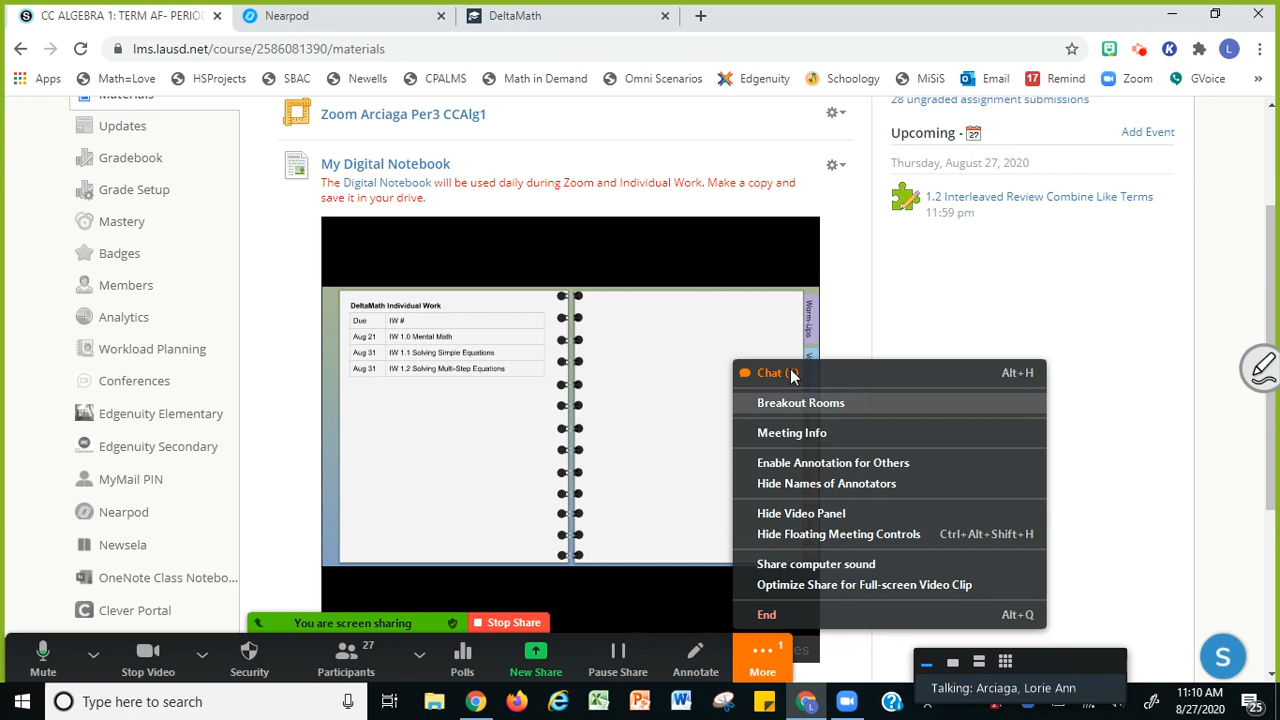 CC ALGEBRA 1: TERM AF- PERIO
Nearpod
DeltaMath
lms.lausd.net/course/2586081390/materials
L
Apps
Math=Love
HSProjects
SBAC
Newells
CPALMS
Math in Demand
Omni Scenarios
Edgenuity
Schoology
MiSiS
Email
17 Remind
Zoom
GVoice
»
Materials
Updates
Gradebook
Grade Setup
Mastery
Badges
Members
Analytics
Workload Planning
Conferences
Edgenuity Elementary
Edgenuity Secondary
MyMail PIN
Nearpod
Newsela
OneNote Class Notebo...
Clever Portal
Zoom Arciaga Per3 CCAlg1
My Digital Notebook
The Digital Notebook will be used daily during Zoom and Individual Work. Make a copy and
save it in your drive.
DeltaMath Individual Work
Due IW #
Aug 21 IW 1.0 Mental Math
Aug 31 IW 1.1 Solving Simple Equations
Aug 31 IW 1.2 Solving Multi-Step Equations
Warm-Ups
28 ungraded assignment submissions
Upcoming - 27
Add Event
Thursday, August 27, 2020
1.2 Interleaved Review Combine Like Terms
11:59 pm
Chat Alt+H
Breakout Rooms
Meeting Info
Enable Annotation for Others
Hide Names of Annotators
Hide Video Panel
Hide Floating Meeting Controls Ctrl+Alt+Shift+H
Share computer sound
Optimize Share for Full-screen Video Clip
End Alt+Q
You are screen sharing
Stop Share
Mute
Stop Video
Security
27
Participants
Polls
New Share
Pause Share
Annotate
1
More
Talking: Arciaga, Lorie Ann
S
Type here to search
11:10 AM
8/27/2020
25